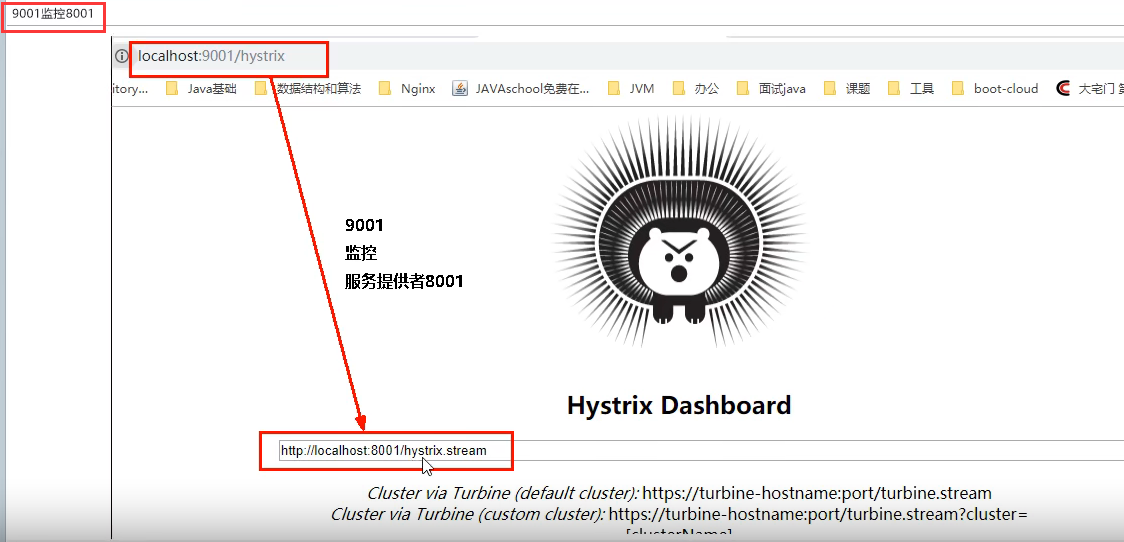 9001监控8001
localhost:9001/hystrix
itory... Java基础 数据结构和算法 Nginx JAVAschool免费在... JVM 办公 面试java 课题 工具 boot-cloud 大宅门 第
9001
监控
服务提供者8001
Hystrix Dashboard
http://localhost:8001/hystrix.stream
Cluster via Turbine (default cluster): https://turbine-hostname:port/turbine.stream
Cluster via Turbine (custom cluster): https://turbine-hostname:port/turbine.stream?cluster=
[clusterName]